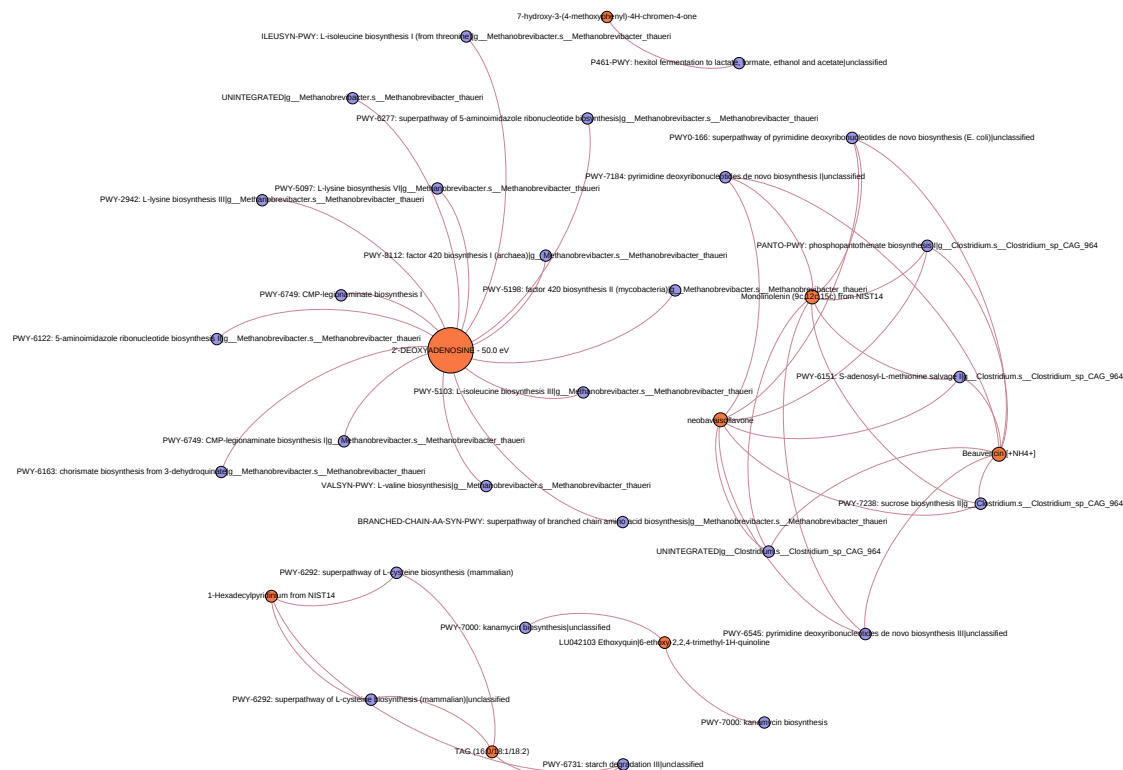 7-hydroxy-3-(4-methoxyphenyl)-4H-chromen-4-one
ILEUSYN-PWY: L-isoleucine biosynthesis I (from threonine)|g__Methanobrevibacter.s__Methanobrevibacter_thaueri
P461-PWY: hexitol fermentation to lactate, formate, ethanol and acetate|unclassified
UNINTEGRATED|g__Methanobrevibacter.s__Methanobrevibacter_thaueri
PWY-6277: superpathway of 5-aminoimidazole ribonucleotide biosynthesis|g__Methanobrevibacter.s__Methanobrevibacter_thaueri
PWY0-166: superpathway of pyrimidine deoxyribonucleotides de novo biosynthesis (E. coli)|unclassified
PWY-7184: pyrimidine deoxyribonucleotides de novo biosynthesis I|unclassified
PWY-5097: L-lysine biosynthesis VI|g__Methanobrevibacter.s__Methanobrevibacter_thaueri
PWY-2942: L-lysine biosynthesis III|g__Methanobrevibacter.s__Methanobrevibacter_thaueri
PANTO-PWY: phosphopantothenate biosynthesis I|g__Clostridium.s__Clostridium_sp_CAG_964
PWY-8112: factor 420 biosynthesis I (archaea)|g__Methanobrevibacter.s__Methanobrevibacter_thaueri
PWY-5198: factor 420 biosynthesis II (mycobacteria)|g__Methanobrevibacter.s__Methanobrevibacter_thaueri
PWY-6749: CMP-legionaminate biosynthesis I
Monolinolenin (9c,12c,15c) from NIST14
PWY-6122: 5-aminoimidazole ribonucleotide biosynthesis II|g__Methanobrevibacter.s__Methanobrevibacter_thaueri
2'-DEOXYADENOSINE - 50.0 eV
PWY-6151: S-adenosyl-L-methionine salvage I|g__Clostridium.s__Clostridium_sp_CAG_964
PWY-5103: L-isoleucine biosynthesis III|g__Methanobrevibacter.s__Methanobrevibacter_thaueri
neobavaisoflavone
PWY-6749: CMP-legionaminate biosynthesis I|g__Methanobrevibacter.s__Methanobrevibacter_thaueri
Beauvericin [+NH4+]
PWY-6163: chorismate biosynthesis from 3-dehydroquinate|g__Methanobrevibacter.s__Methanobrevibacter_thaueri
VALSYN-PWY: L-valine biosynthesis|g__Methanobrevibacter.s__Methanobrevibacter_thaueri
PWY-7238: sucrose biosynthesis II|g__Clostridium.s__Clostridium_sp_CAG_964
BRANCHED-CHAIN-AA-SYN-PWY: superpathway of branched chain amino acid biosynthesis|g__Methanobrevibacter.s__Methanobrevibacter_thaueri
UNINTEGRATED|g__Clostridium.s__Clostridium_sp_CAG_964
PWY-6292: superpathway of L-cysteine biosynthesis (mammalian)
1-Hexadecylpyridinium from NIST14
PWY-7000: kanamycin biosynthesis|unclassified
PWY-6545: pyrimidine deoxyribonucleotides de novo biosynthesis III|unclassified
LU042103 Ethoxyquin|6-ethoxy-2,2,4-trimethyl-1H-quinoline
PWY-6292: superpathway of L-cysteine biosynthesis (mammalian)|unclassified
PWY-7000: kanamycin biosynthesis
TAG (16:0/18:1/18:2)
PWY-6731: starch degradation III|unclassified